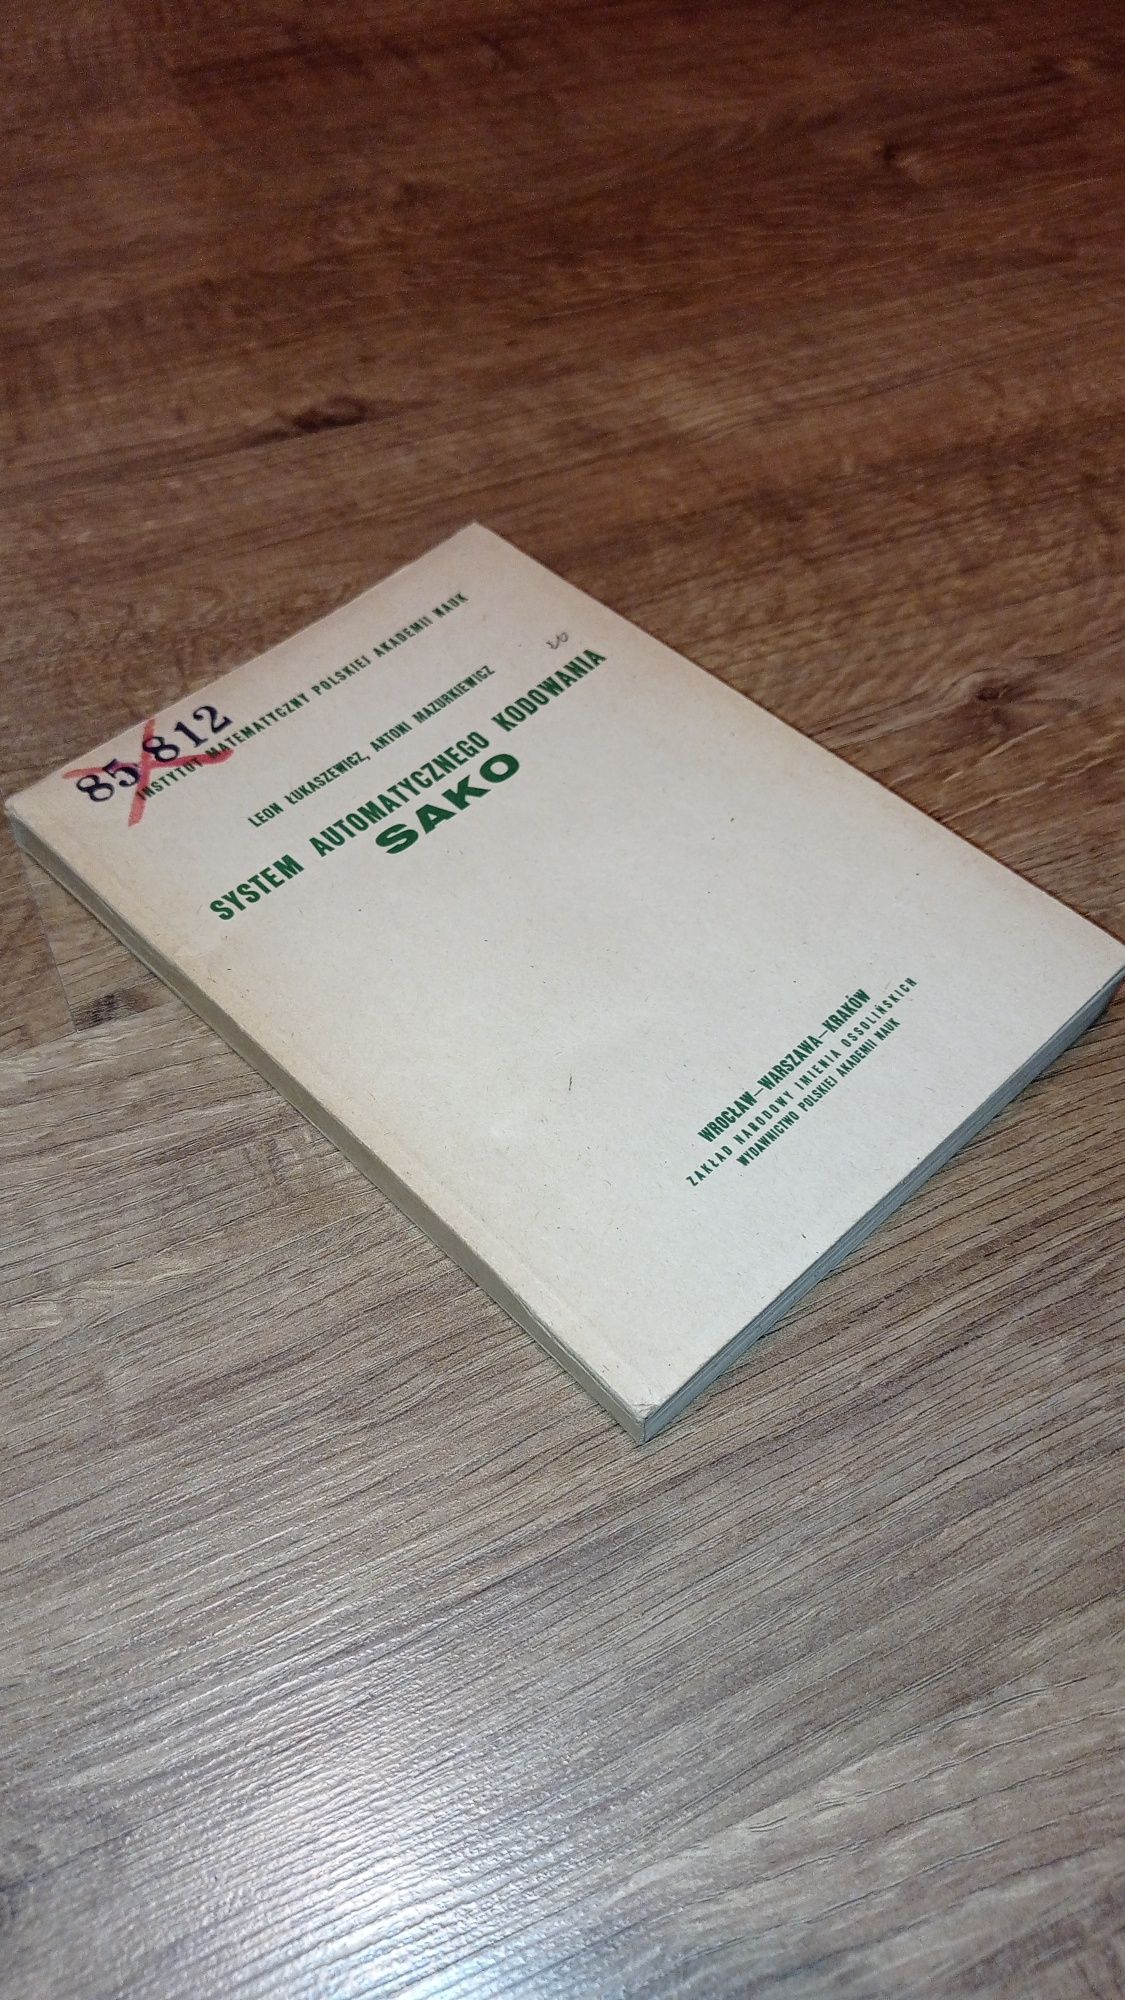 85 812
INSTYTUT MATEMATYCZNY POLSKIEJ AKADEMII NAUK
LEON ŁUKASZEWICZ, ANTONI MAZURKIEWICZ
SYSTEM AUTOMATYCZNEGO KODOWANIA
SAKO
WROCŁAW—WARSZAWA—KRAKÓW
ZAKŁAD NARODOWY IMIENIA OSSOLIŃSKICH
WYDAWNICTWO POLSKIEJ AKADEMII NAUK